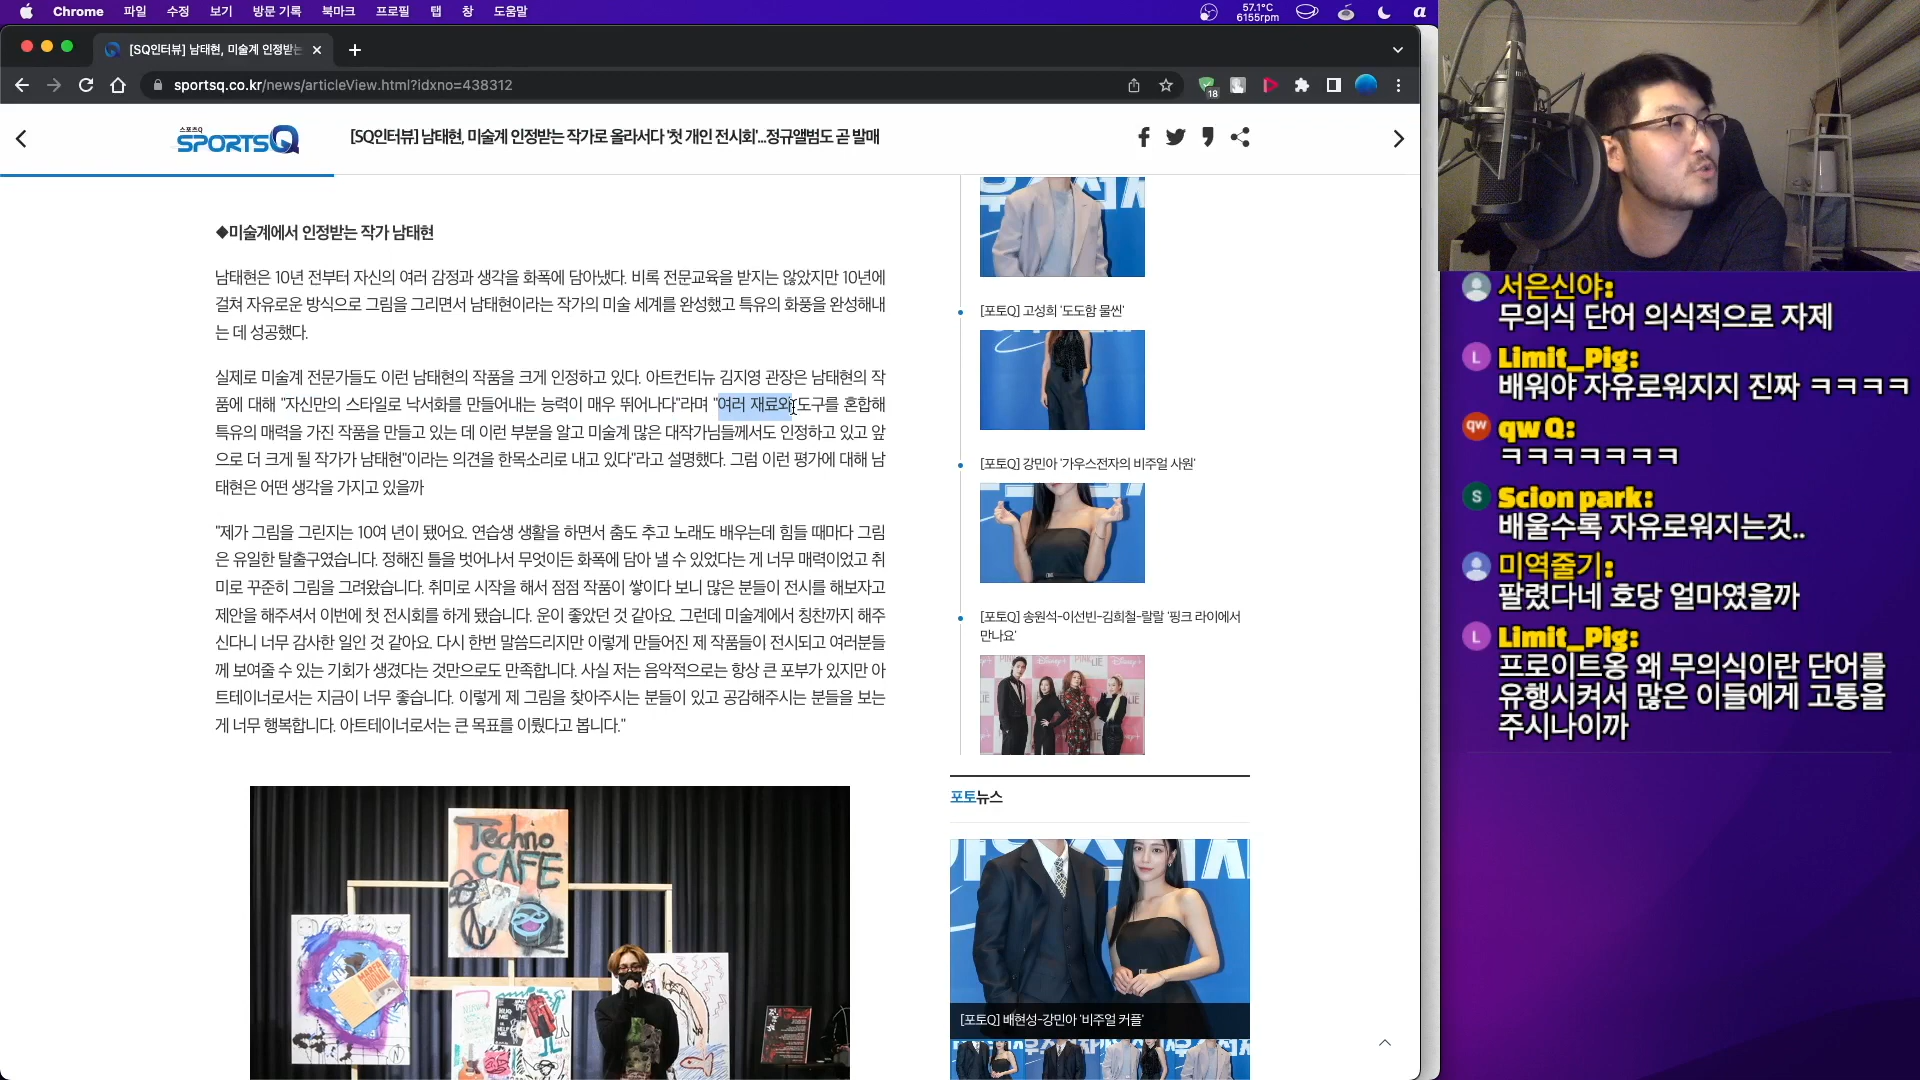 Chrome 파일 수정 보기 방문 기록 북마크 프로필 탭 창 도움말
57.1°C
6155rpm
[SQ인터뷰] 남태현, 미술계 인정받는
sportsq.co.kr/news/articleView.html?idxno=438312
18
스포츠Q
SPORTSQ
[SQ인터뷰] 남태현, 미술계 인정받는 작가로 올라서다 '첫 개인 전시회'...정규앨범도 곧 발매
◆미술계에서 인정받는 작가 남태현
남태현은 10년 전부터 자신의 여러 감정과 생각을 화폭에 담아냈다. 비록 전문교육을 받지는 않았지만 10년에
걸쳐 자유로운 방식으로 그림을 그리면서 남태현이라는 작가의 미술 세계를 완성했고 특유의 화풍을 완성해내
는 데 성공했다.
실제로 미술계 전문가들도 이런 남태현의 작품을 크게 인정하고 있다. 아트컨티뉴 김지영 관장은 남태현의 작
품에 대해 "자신만의 스타일로 낙서화를 만들어내는 능력이 매우 뛰어나다"라며 "여러 재료와 도구를 혼합해
특유의 매력을 가진 작품을 만들고 있는 데 이런 부분을 알고 미술계 많은 대작가님들께서도 인정하고 있고 앞
으로 더 크게 될 작가가 남태현"이라는 의견을 한목소리로 내고 있다"라고 설명했다. 그럼 이런 평가에 대해 남
태현은 어떤 생각을 가지고 있을까
"제가 그림을 그린지는 10여 년이 됐어요. 연습생 생활을 하면서 춤도 추고 노래도 배우는데 힘들 때마다 그림
은 유일한 탈출구였습니다. 정해진 틀을 벗어나서 무엇이든 화폭에 담아 낼 수 있었다는 게 너무 매력이었고 취
미로 꾸준히 그림을 그려왔습니다. 취미로 시작을 해서 점점 작품이 쌓이다 보니 많은 분들이 전시를 해보자고
제안을 해주셔서 이번에 첫 전시회를 하게 됐습니다. 운이 좋았던 것 같아요. 그런데 미술계에서 칭찬까지 해주
신다니 너무 감사한 일인 것 같아요. 다시 한번 말씀드리지만 이렇게 만들어진 제 작품들이 전시되고 여러분들
께 보여줄 수 있는 기회가 생겼다는 것만으로도 만족합니다. 사실 저는 음악적으로는 항상 큰 포부가 있지만 아
트테이너로서는 지금이 너무 좋습니다. 이렇게 제 그림을 찾아주시는 분들이 있고 공감해주시는 분들을 보는
게 너무 행복합니다. 아트테이너로서는 큰 목표를 이뤘다고 봅니다."
Techno
CAFE
[포토Q] 고성희 '도도함 물씬'
[포토Q] 강민아 '가우스전자의 비주얼 사원'
[포토Q] 송원석-이선빈-김희철-랄랄 '핑크 라이에서
만나요'
포토뉴스
[포토Q] 배현성-강민아 '비주얼 커플'
서은신야:
무의식 단어 의식적으로 자제
L
Limit_Pig:
배워야 자유로워지지 진짜 ㅋㅋㅋㅋ
qw
qw Q:
ㅋㅋㅋㅋㅋㅋㅋ
S
Scion park:
배울수록 자유로워지는것..
미역줄기:
팔렸다네 호당 얼마였을까
L
Limit_Pig:
프로이트옹 왜 무의식이란 단어를
유행시켜서 많은 이들에게 고통을
주시나이까